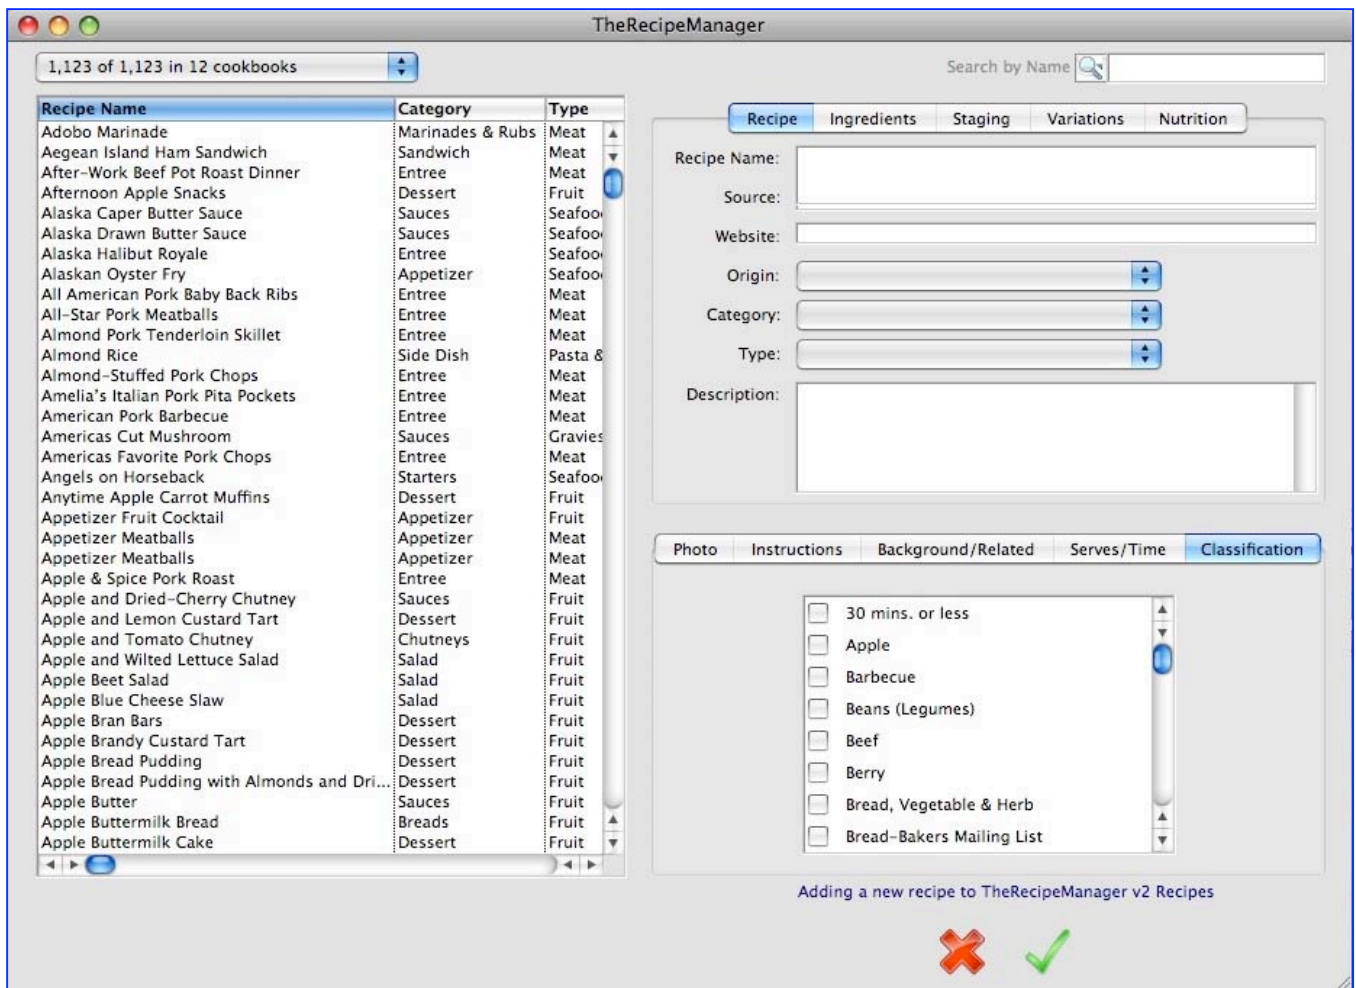 TheRecipeManager
1,123 of 1,123 in 12 cookbooks
Search by Name
Recipe Name Category Type
Adobo Marinade Marinades & Rubs Meat
Aegean Island Ham Sandwich Sandwich Meat
After-Work Beef Pot Roast Dinner Entree Meat
Afternoon Apple Snacks Dessert Fruit
Alaska Caper Butter Sauce Sauces Seafoo
Alaska Drawn Butter Sauce Sauces Seafoo
Alaska Halibut Royale Entree Seafoo
Alaskan Oyster Fry Appetizer Seafoo
All American Pork Baby Back Ribs Entree Meat
All-Star Pork Meatballs Entree Meat
Almond Pork Tenderloin Skillet Entree Meat
Almond Rice Side Dish Pasta &
Almond-Stuffed Pork Chops Entree Meat
Amelia's Italian Pork Pita Pockets Entree Meat
American Pork Barbecue Entree Meat
Americas Cut Mushroom Sauces Gravies
Americas Favorite Pork Chops Entree Meat
Angels on Horseback Starters Seafoo
Anytime Apple Carrot Muffins Dessert Fruit
Appetizer Fruit Cocktail Appetizer Fruit
Appetizer Meatballs Appetizer Meat
Appetizer Meatballs Appetizer Meat
Apple & Spice Pork Roast Entree Meat
Apple and Dried-Cherry Chutney Sauces Fruit
Apple and Lemon Custard Tart Dessert Fruit
Apple and Tomato Chutney Chutneys Fruit
Apple and Wilted Lettuce Salad Salad Fruit
Apple Beet Salad Salad Fruit
Apple Blue Cheese Slaw Salad Fruit
Apple Bran Bars Dessert Fruit
Apple Brandy Custard Tart Dessert Fruit
Apple Bread Pudding Dessert Fruit
Apple Bread Pudding with Almonds and Dri... Dessert Fruit
Apple Butter Sauces Fruit
Apple Buttermilk Bread Breads Fruit
Apple Buttermilk Cake Dessert Fruit
Recipe Ingredients Staging Variations Nutrition
Recipe Name:
Source:
Website:
Origin:
Category:
Type:
Description:
Photo Instructions Background/Related Serves/Time Classification
30 mins. or less
Apple
Barbecue
Beans (Legumes)
Beef
Berry
Bread, Vegetable & Herb
Bread-Bakers Mailing List
Adding a new recipe to TheRecipeManager v2 Recipes